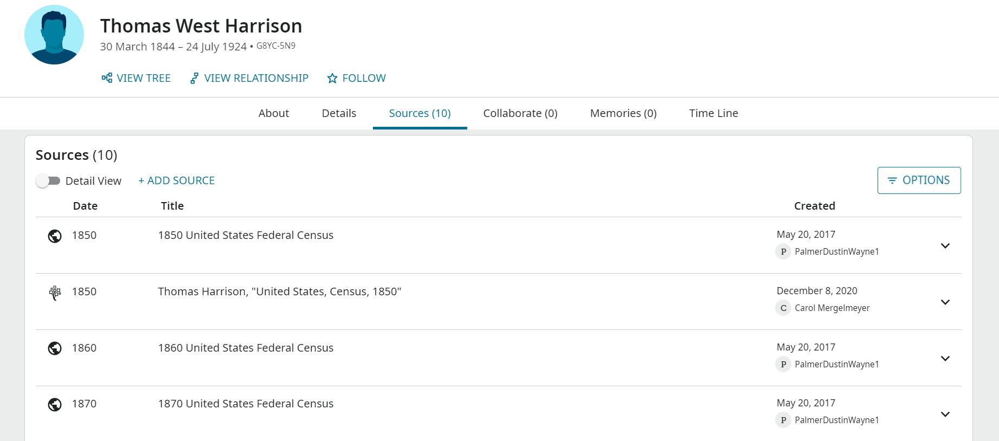 Thomas West Harrison
30 March 1844 – 24 July 1924 • G8YC-5N9
VIEW TREE VIEW RELATIONSHIP FOLLOW
About Details Sources (10) Collaborate (0) Memories (0) Time Line
Sources (10)
Detail View + ADD SOURCE OPTIONS
Date Title Created
1850 1850 United States Federal Census May 20, 2017
P PalmerDustinWayne1
1850 Thomas Harrison, "United States, Census, 1850" December 8, 2020
C Carol Mergelmeyer
1860 1860 United States Federal Census May 20, 2017
P PalmerDustinWayne1
1870 1870 United States Federal Census May 20, 2017
P PalmerDustinWayne1